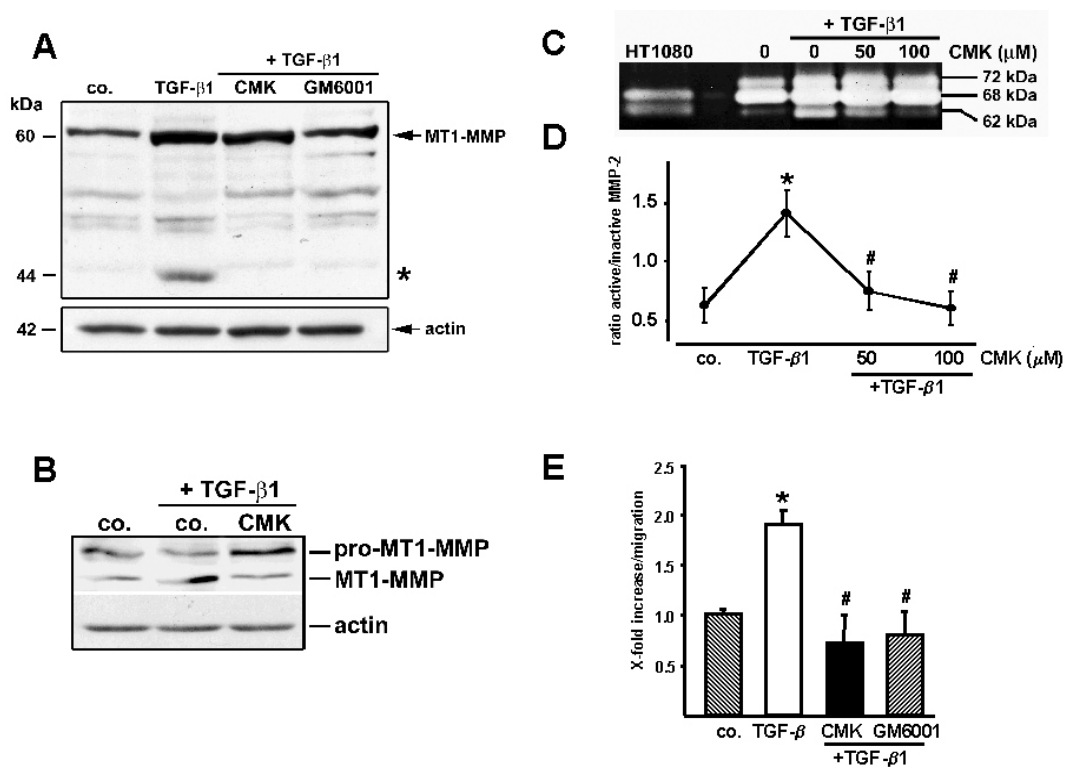 A
+ TGF-β1
co. TGF-β1 CMK GM6001
kDa
60
MT1-MMP
44
*
42
actin
B
+ TGF-β1
co. co. CMK
pro-MT1-MMP
MT1-MMP
actin
C
+ TGF-β1
HT1080 0 0 50 100 CMK (μM)
72 kDa
68 kDa
62 kDa
D
ratio active/inactive MMP-2
1.5
1.0
0.5
*
#
#
co. TGF-β1 50 100 CMK (μM)
+TGF-β1
E
X-fold increase/migration
2.5
2.0
1.5
1.0
0.5
*
#
#
co. TGF-β CMK GM6001
+TGF-β1